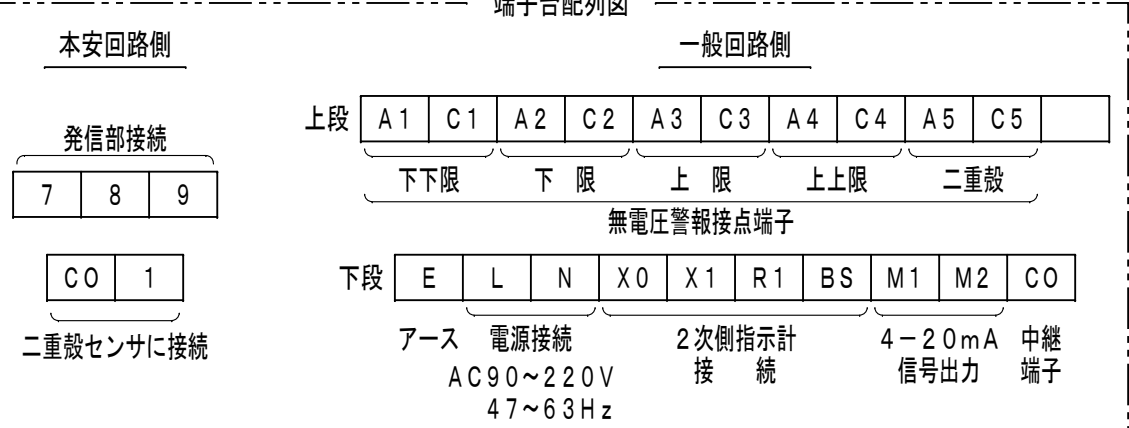 端子台配列図
本安回路側
一般回路側
上段 A1 C1 A2 C2 A3 C3 A4 C4 A5 C5
発信部接続
下下限 下 限 上 限 上上限 二重殻
7 8 9
無電圧警報接点端子
CO 1
下段 E L N X0 X1 R1 BS M1 M2 CO
二重殻センサに接続
アース 電源接続 2次側指示計 4-20mA 中継
接 続 信号出力 端子
AC90~220V
47~63Hz